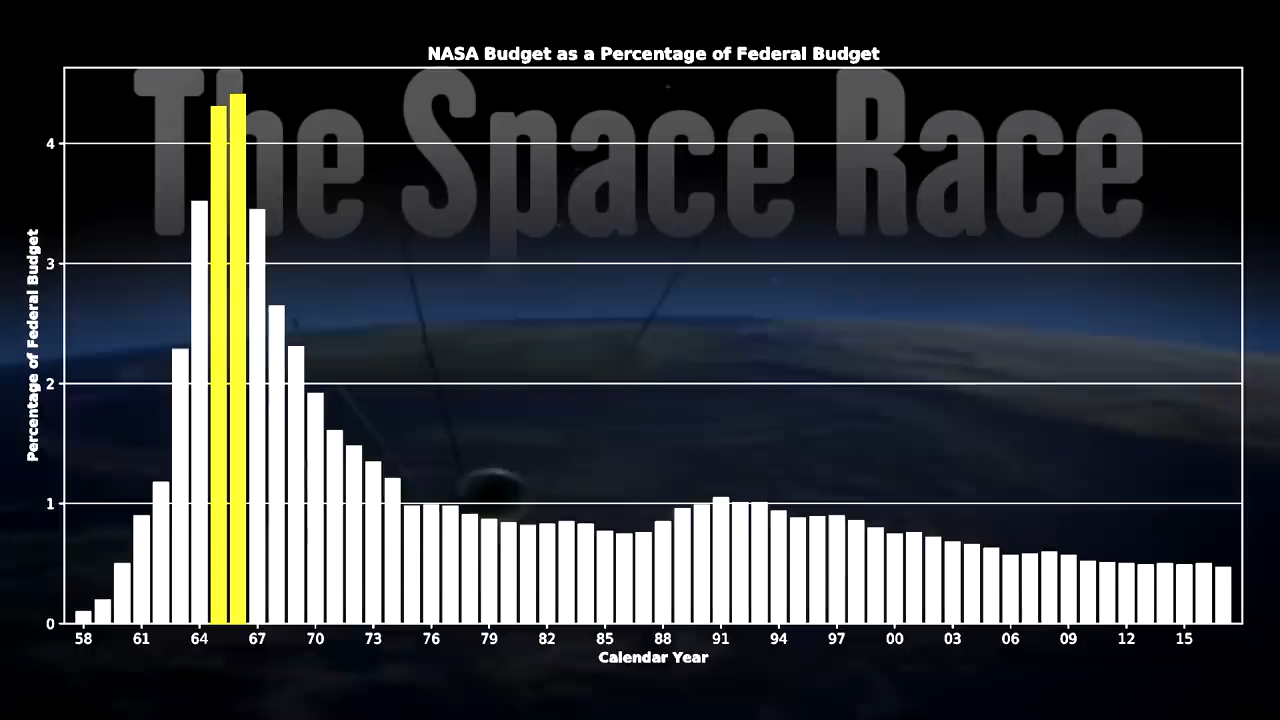 NASA Budget as a Percentage of Federal Budget
The Space Race
Percentage of Federal Budget
4
3
2
1
0
58 61 64 67 70 73 76 79 82 85 88 91 94 97 00 03 06 09 12 15
Calendar Year